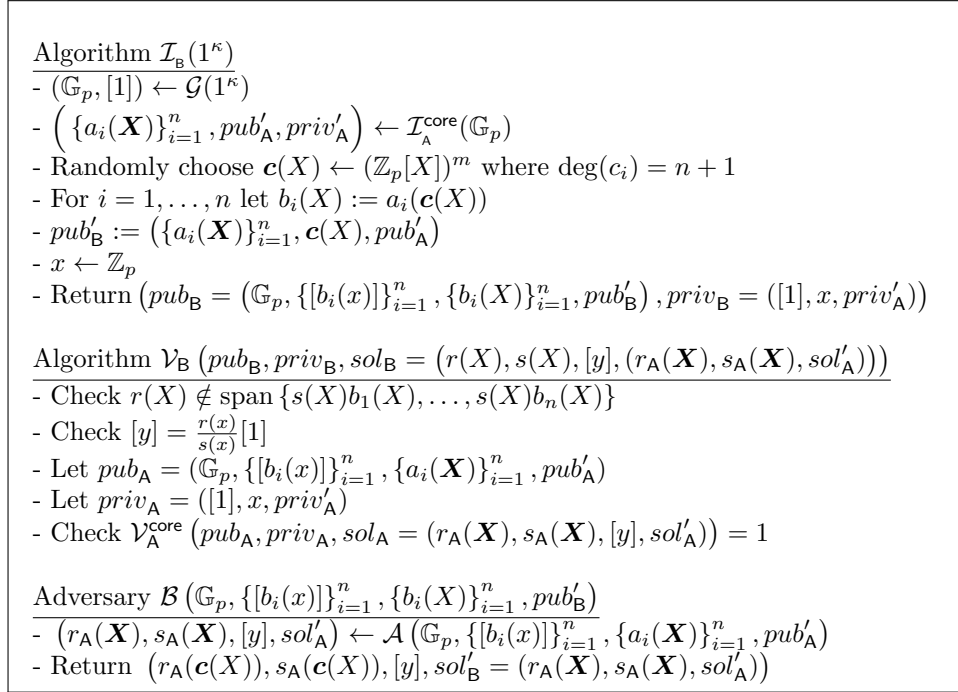 Algorithm $\mathcal{I}_{\mathsf{B}}(1^\kappa)$
- $(\mathbb{G}_p, [1]) \leftarrow \mathcal{G}(1^\kappa)$
- $\left( \{a_i(\boldsymbol{X})\}_{i=1}^n, pub'_{\mathsf{A}}, priv'_{\mathsf{A}} \right) \leftarrow \mathcal{I}_{\mathsf{A}}^{\mathsf{core}}(\mathbb{G}_p)$
- Randomly choose $\boldsymbol{c}(X) \leftarrow (\mathbb{Z}_p[X])^m$ where $\deg(c_i) = n + 1$
- For $i = 1, \ldots, n$ let $b_i(X) := a_i(\boldsymbol{c}(X))$
- $pub'_{\mathsf{B}} := \left( \{a_i(\boldsymbol{X})\}_{i=1}^n, \boldsymbol{c}(X), pub'_{\mathsf{A}} \right)$
- $x \leftarrow \mathbb{Z}_p$
- Return $\left( pub_{\mathsf{B}} = \left( \mathbb{G}_p, \{[b_i(x)]\}_{i=1}^n, \{b_i(X)\}_{i=1}^n, pub'_{\mathsf{B}} \right), priv_{\mathsf{B}} = ([1], x, priv'_{\mathsf{A}}) \right)$
Algorithm $\mathcal{V}_{\mathsf{B}} \left( pub_{\mathsf{B}}, priv_{\mathsf{B}}, sol_{\mathsf{B}} = \left( r(X), s(X), [y], (r_{\mathsf{A}}(\boldsymbol{X}), s_{\mathsf{A}}(\boldsymbol{X}), sol'_{\mathsf{A}}) \right) \right)$
- Check $r(X) \notin \mathrm{span} \{s(X)b_1(X), \ldots, s(X)b_n(X)\}$
- Check $[y] = \frac{r(x)}{s(x)}[1]$
- Let $pub_{\mathsf{A}} = (\mathbb{G}_p, \{[b_i(x)]\}_{i=1}^n, \{a_i(\boldsymbol{X})\}_{i=1}^n, pub'_{\mathsf{A}})$
- Let $priv_{\mathsf{A}} = ([1], x, priv'_{\mathsf{A}})$
- Check $\mathcal{V}_{\mathsf{A}}^{\mathsf{core}} \left( pub_{\mathsf{A}}, priv_{\mathsf{A}}, sol_{\mathsf{A}} = (r_{\mathsf{A}}(\boldsymbol{X}), s_{\mathsf{A}}(\boldsymbol{X}), [y], sol'_{\mathsf{A}}) \right) = 1$
Adversary $\mathcal{B} \left( \mathbb{G}_p, \{[b_i(x)]\}_{i=1}^n, \{b_i(X)\}_{i=1}^n, pub'_{\mathsf{B}} \right)$
- $\left( r_{\mathsf{A}}(\boldsymbol{X}), s_{\mathsf{A}}(\boldsymbol{X}), [y], sol'_{\mathsf{A}} \right) \leftarrow \mathcal{A} \left( \mathbb{G}_p, \{[b_i(x)]\}_{i=1}^n, \{a_i(\boldsymbol{X})\}_{i=1}^n, pub'_{\mathsf{A}} \right)$
- Return $\left( r_{\mathsf{A}}(\boldsymbol{c}(X)), s_{\mathsf{A}}(\boldsymbol{c}(X)), [y], sol'_{\mathsf{B}} = (r_{\mathsf{A}}(\boldsymbol{X}), s_{\mathsf{A}}(\boldsymbol{X}), sol'_{\mathsf{A}}) \right)$